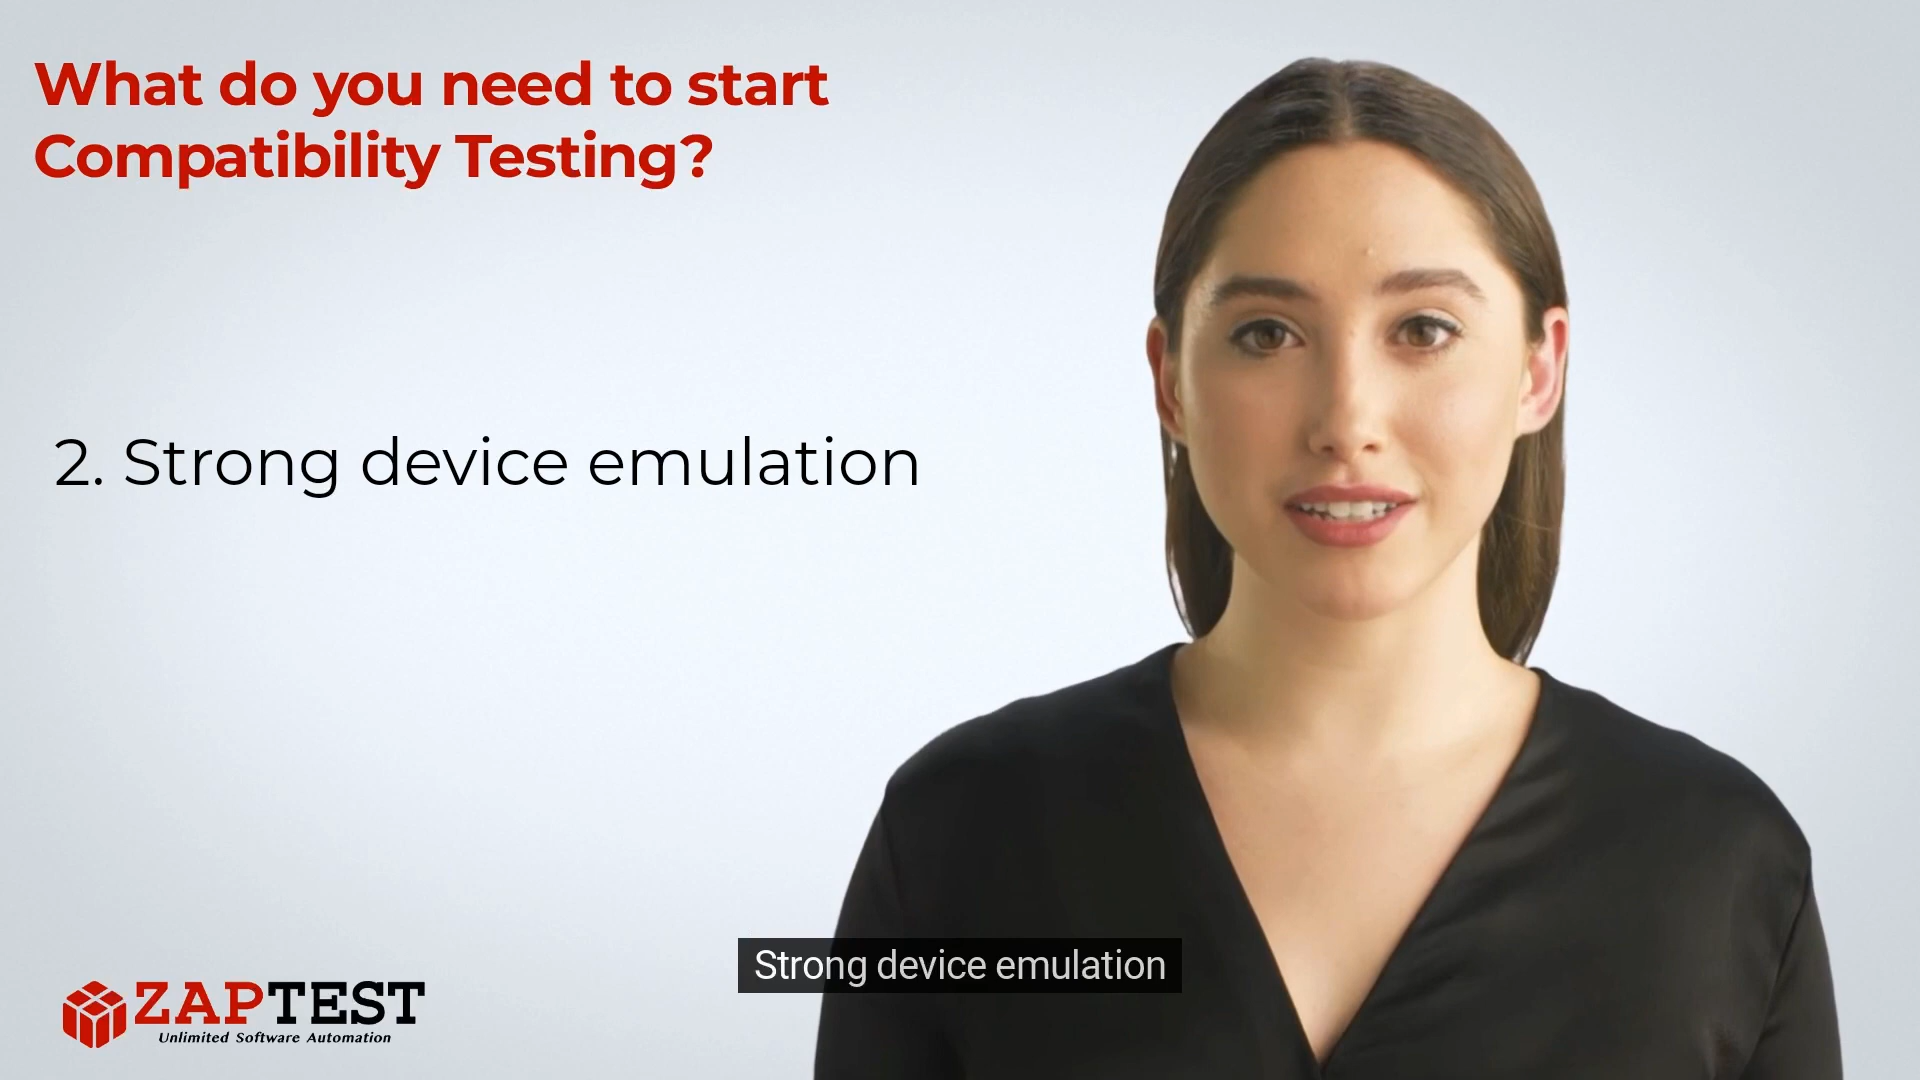 What do you need to start
Compatibility Testing?
2. Strong device emulation
Strong device emulation
ZAPTEST
Unlimited Software Automation